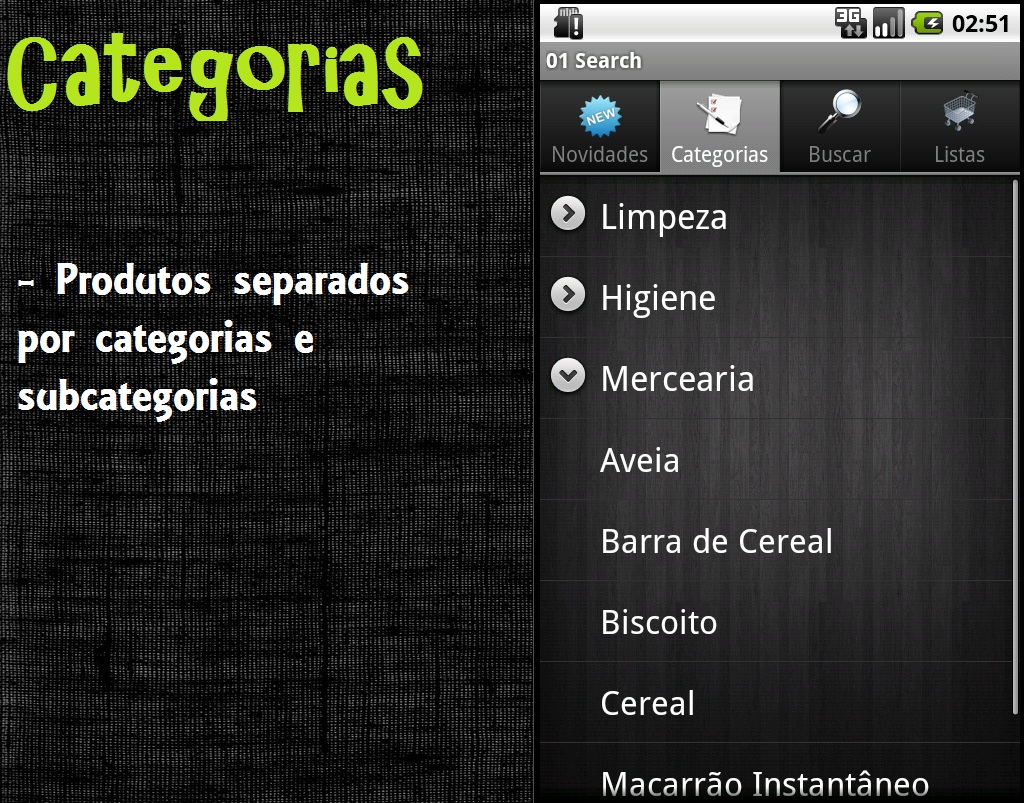 Categorias
- Produtos separados
por categorias e
subcategorias
3G 02:51
01 Search
NEW
Novidades Categorias Buscar Listas
Limpeza
Higiene
Mercearia
Aveia
Barra de Cereal
Biscoito
Cereal
Macarrão Instantâneo